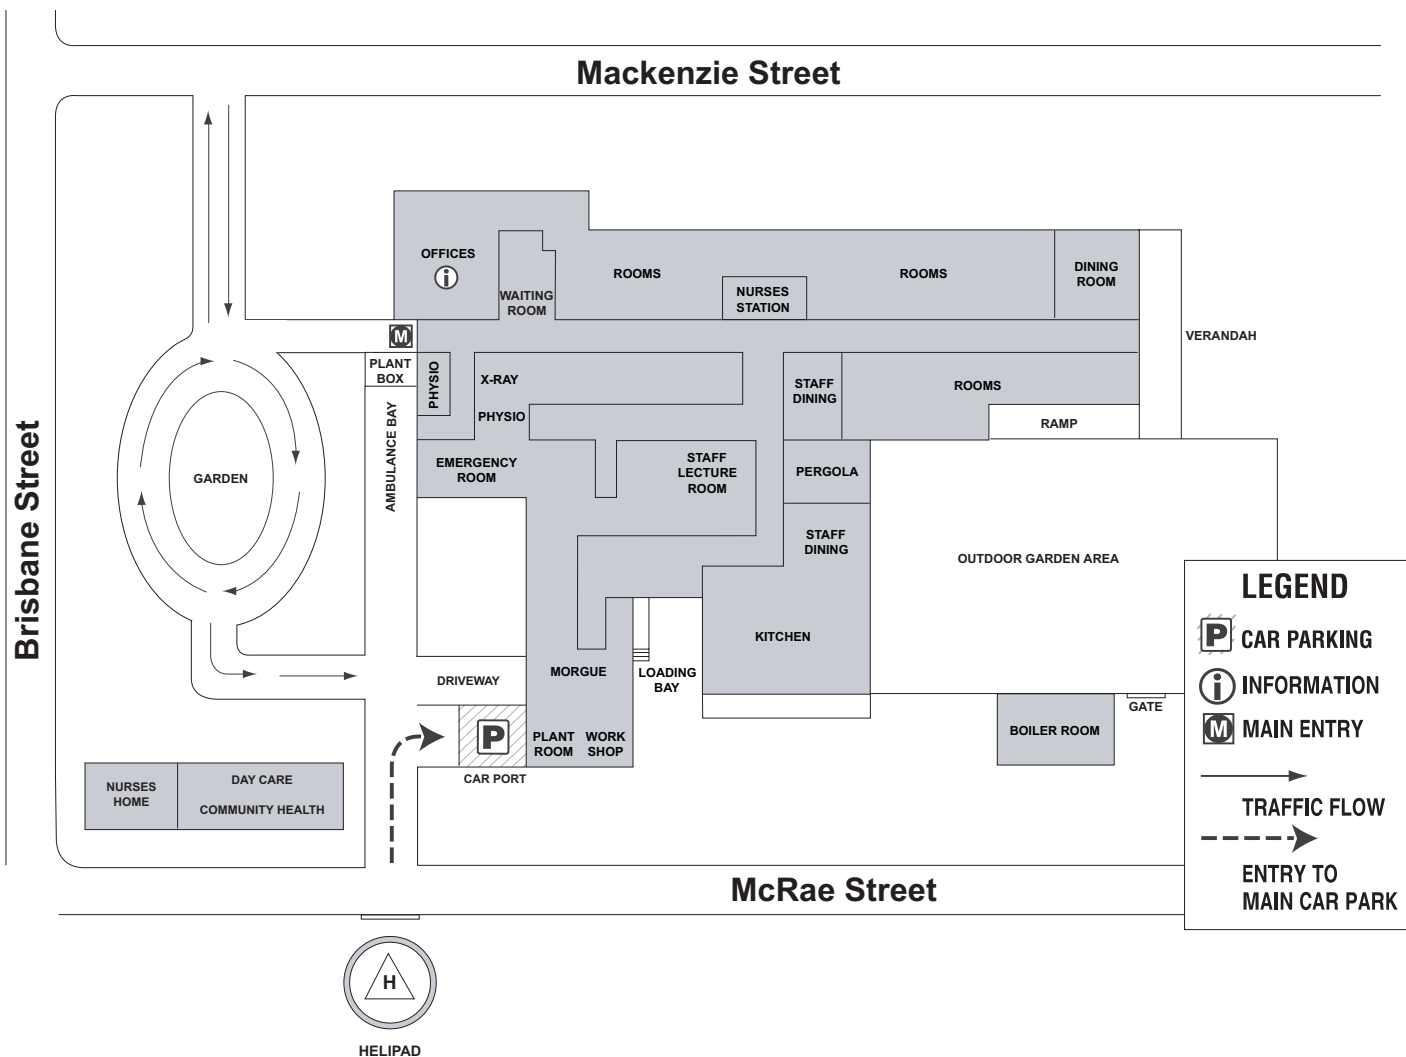 Mackenzie Street
OFFICES
i
WAITING
ROOM
ROOMS
NURSES
STATION
ROOMS
DINING
ROOM
VERANDAH
M
PLANT
BOX
PHYSIO
X-RAY
PHYSIO
STAFF
DINING
ROOMS
RAMP
AMBULANCE BAY
EMERGENCY
ROOM
STAFF
LECTURE
ROOM
PERGOLA
GARDEN
Brisbane Street
STAFF
DINING
OUTDOOR GARDEN AREA
KITCHEN
DRIVEWAY
MORGUE
LOADING
BAY
GATE
BOILER ROOM
P
CAR PORT
PLANT
ROOM
WORK
SHOP
NURSES
HOME
DAY CARE
COMMUNITY HEALTH
McRae Street
H
HELIPAD
LEGEND
P CAR PARKING
i INFORMATION
M MAIN ENTRY
TRAFFIC FLOW
ENTRY TO
MAIN CAR PARK